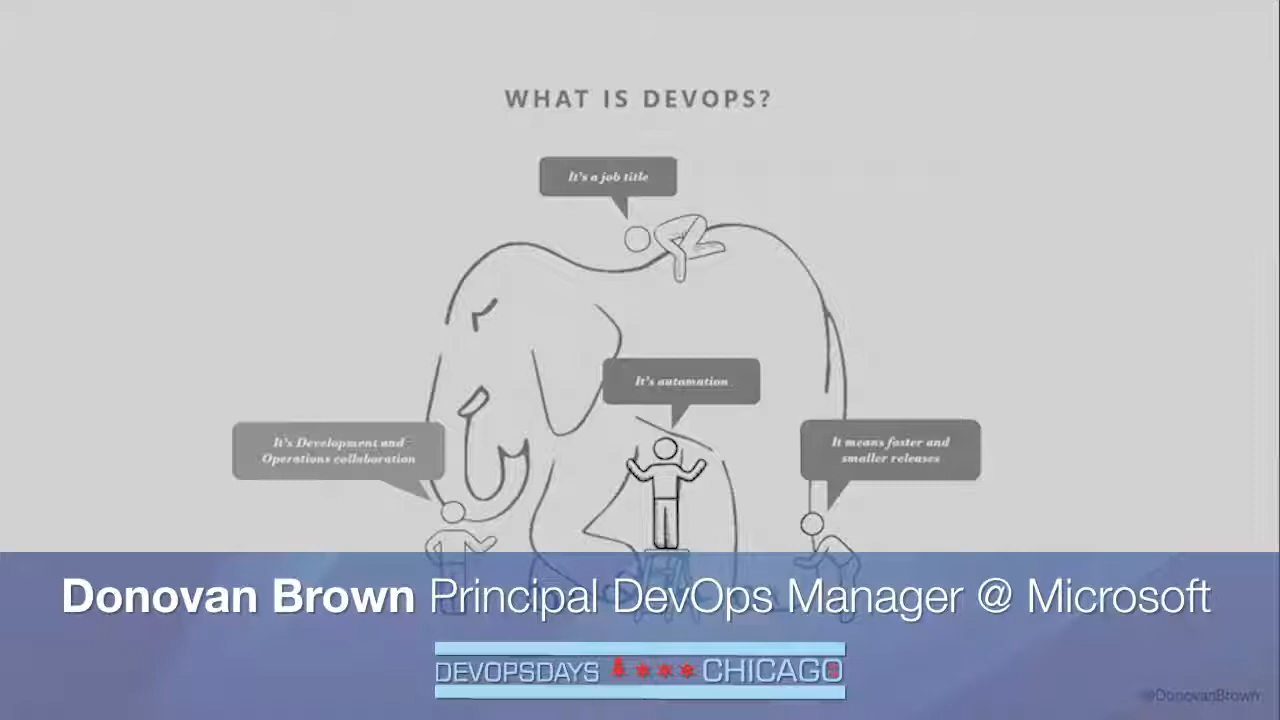 WHAT IS DEVOPS?
It's a job title
It's automation
It's Development and
Operations collaboration
It means faster and
smaller releases
Donovan Brown Principal DevOps Manager @ Microsoft
DEVOPSDAYS CHICAGO
@DonovanBrown